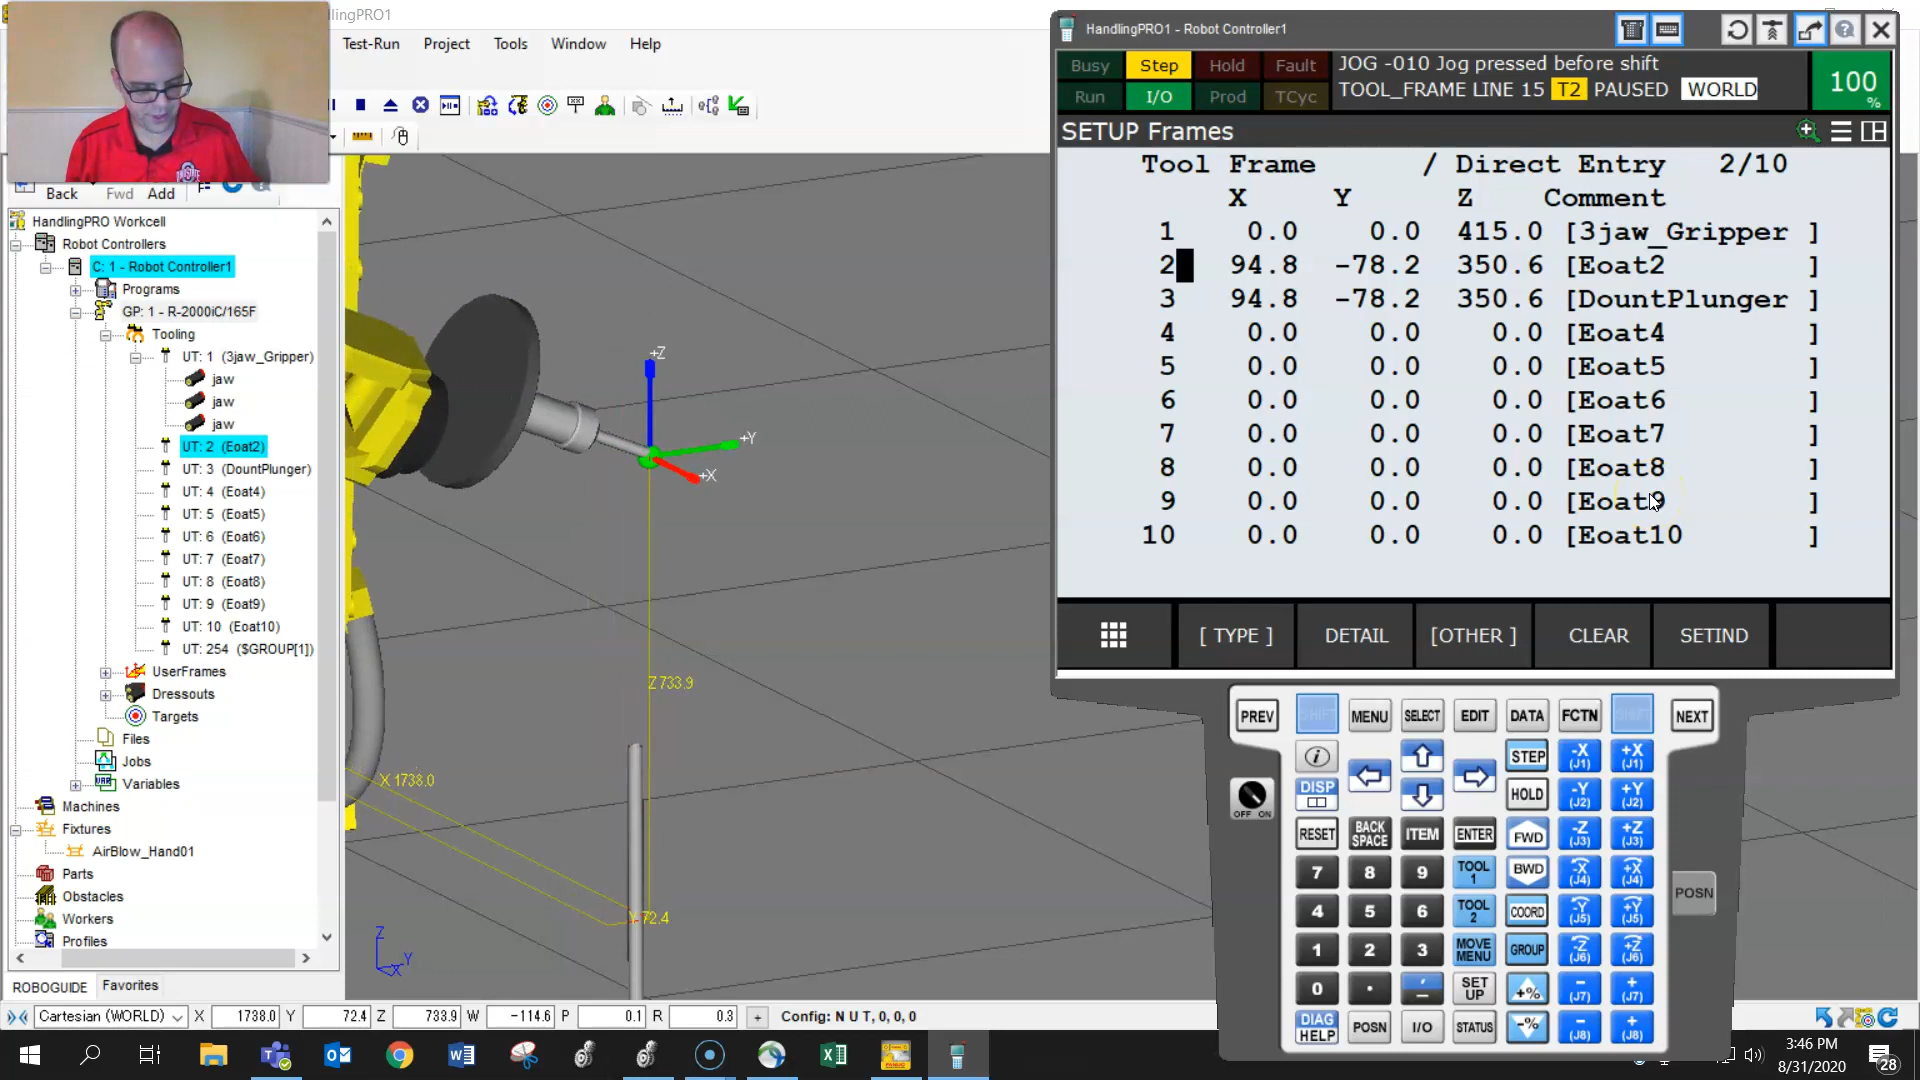 ndlingPRO1
Test-Run Project Tools Window Help
Back Fwd Add
HandlingPRO Workcell
Robot Controllers
C: 1 - Robot Controller1
Programs
GP: 1 - R-2000iC/165F
Tooling
UT: 1 (3jaw_Gripper)
jaw
jaw
jaw
UT: 2 (Eoat2)
UT: 3 (DountPlunger)
UT: 4 (Eoat4)
UT: 5 (Eoat5)
UT: 6 (Eoat6)
UT: 7 (Eoat7)
UT: 8 (Eoat8)
UT: 9 (Eoat9)
UT: 10 (Eoat10)
UT: 254 ($GROUP[1])
UserFrames
Dressouts
Targets
Files
Jobs
Variables
Machines
Fixtures
AirBlow_Hand01
Parts
Obstacles
Workers
Profiles
ROBOGUIDE Favorites
+Z
+Y
+X
Z 733.9
X 1738.0
Y 72.4
Z
Y
X
Cartesian (WORLD) X 1738.0 Y 72.4 Z 733.9 W -114.6 P 0.1 R 0.3 + Config: N U T, 0, 0, 0
HandlingPRO1 - Robot Controller1
Busy Step Hold Fault
Run I/O Prod TCyc
JOG -010 Jog pressed before shift
TOOL_FRAME LINE 15 T2 PAUSED WORLD
100 %
SETUP Frames
Tool Frame / Direct Entry 2/10
X Y Z Comment
1 0.0 0.0 415.0 [3jaw_Gripper ]
2 94.8 -78.2 350.6 [Eoat2 ]
3 94.8 -78.2 350.6 [DountPlunger ]
4 0.0 0.0 0.0 [Eoat4 ]
5 0.0 0.0 0.0 [Eoat5 ]
6 0.0 0.0 0.0 [Eoat6 ]
7 0.0 0.0 0.0 [Eoat7 ]
8 0.0 0.0 0.0 [Eoat8 ]
9 0.0 0.0 0.0 [Eoat9 ]
10 0.0 0.0 0.0 [Eoat10 ]
[ TYPE ] DETAIL [OTHER ] CLEAR SETIND
PREV SHIFT MENU SELECT EDIT DATA FCTN SHIFT NEXT
i STEP -X (J1) +X (J1)
DISP HOLD -Y (J2) +Y (J2)
OFF ON
RESET BACK SPACE ITEM ENTER FWD -Z (J3) +Z (J3)
7 8 9 TOOL 1 BWD -X (J4) +X (J4)
POSN
4 5 6 TOOL 2 COORD -Y (J5) +Y (J5)
1 2 3 MOVE MENU GROUP -Z (J6) +Z (J6)
0 . , - SET UP +% - (J7) + (J7)
DIAG HELP POSN I/O STATUS -% - (J8) + (J8)
3:46 PM
8/31/2020
28